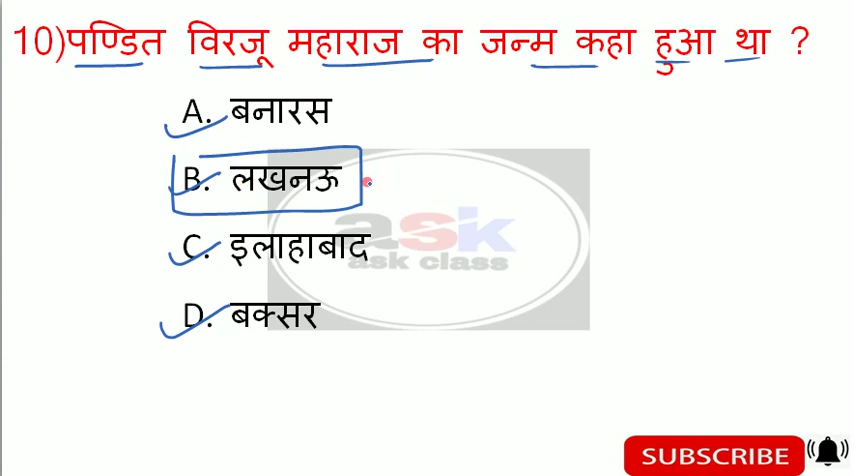 10)पण्डित विरजू महाराज का जन्म कहा हुआ था ?
A. बनारस
B. लखनऊ
C. इलाहाबाद
D. बक्सर
ask
ask class
SUBSCRIBE